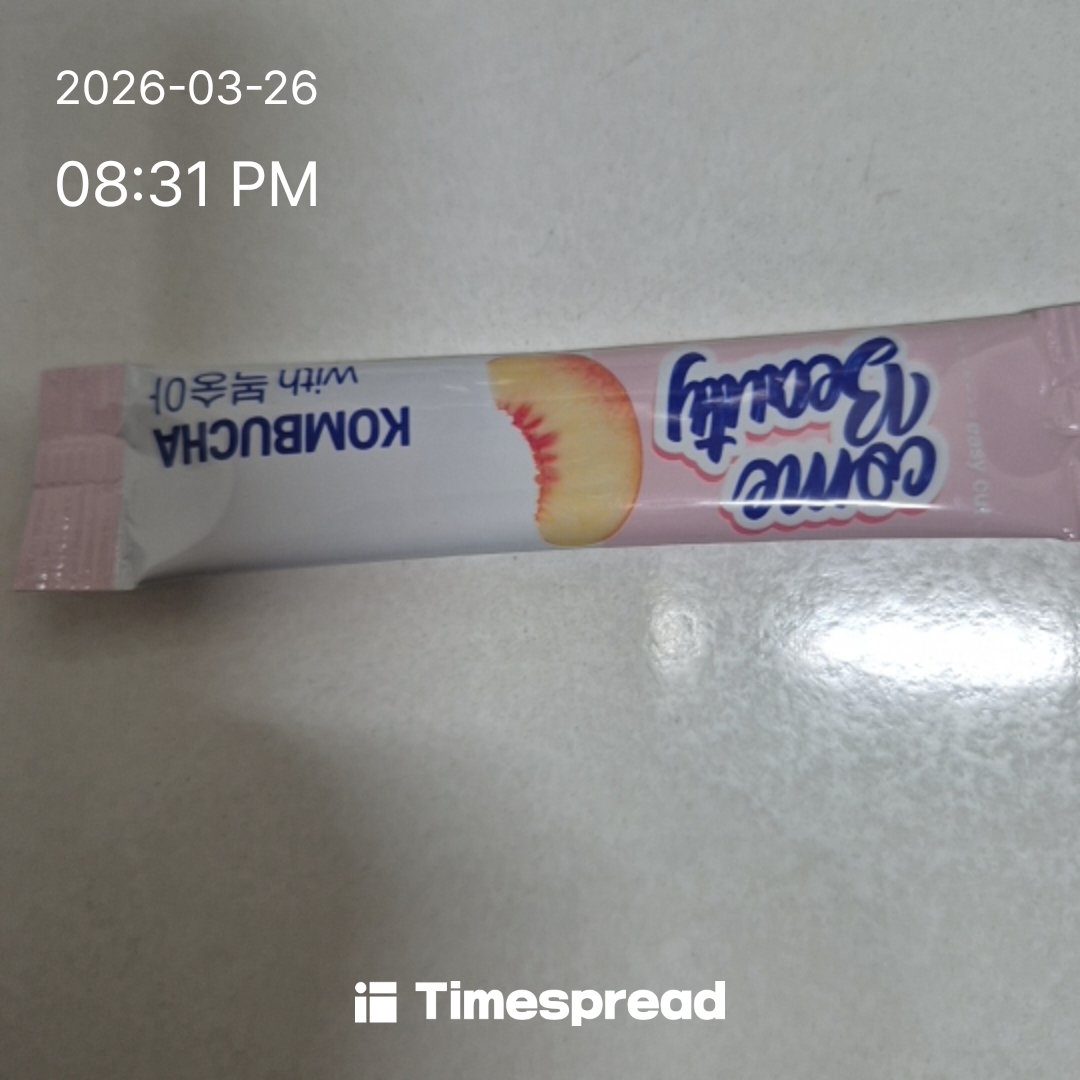 2026-03-26
08:31 PM
come
Beauty
KOMBUCHA
with 복숭아
easy cut
Timespread